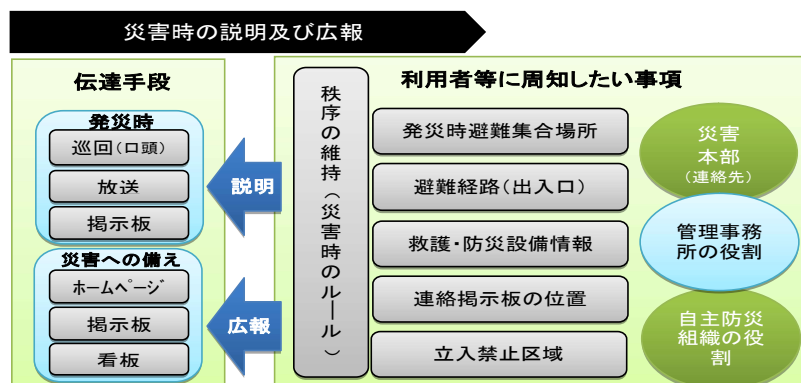 災害時の説明及び広報
伝達手段
発災時
巡回(口頭)
放送
掲示板
災害への備え
ホームページ
掲示板
看板
説明
広報
利用者等に周知したい事項
秩序の維持(災害時のルール)
発災時避難集合場所
避難経路(出入口)
救護・防災設備情報
連絡掲示板の位置
立入禁止区域
災害
本部
(連絡先)
管理事務
所の役割
自主防災
組織の役
割